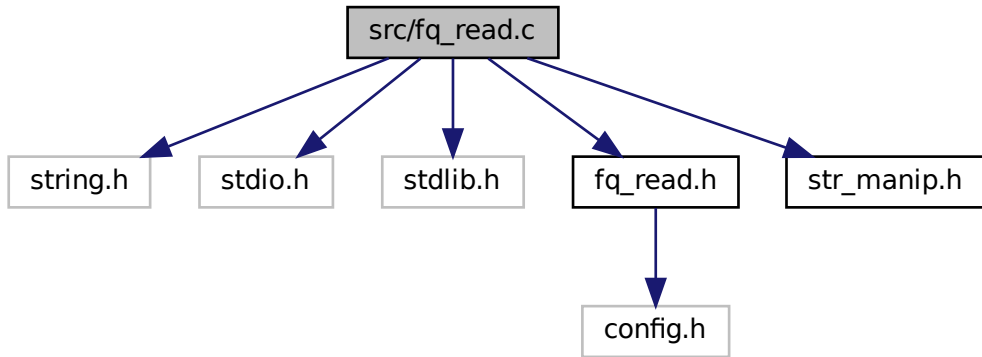 src/fq_read.c
string.h
stdio.h
stdlib.h
fq_read.h
str_manip.h
config.h